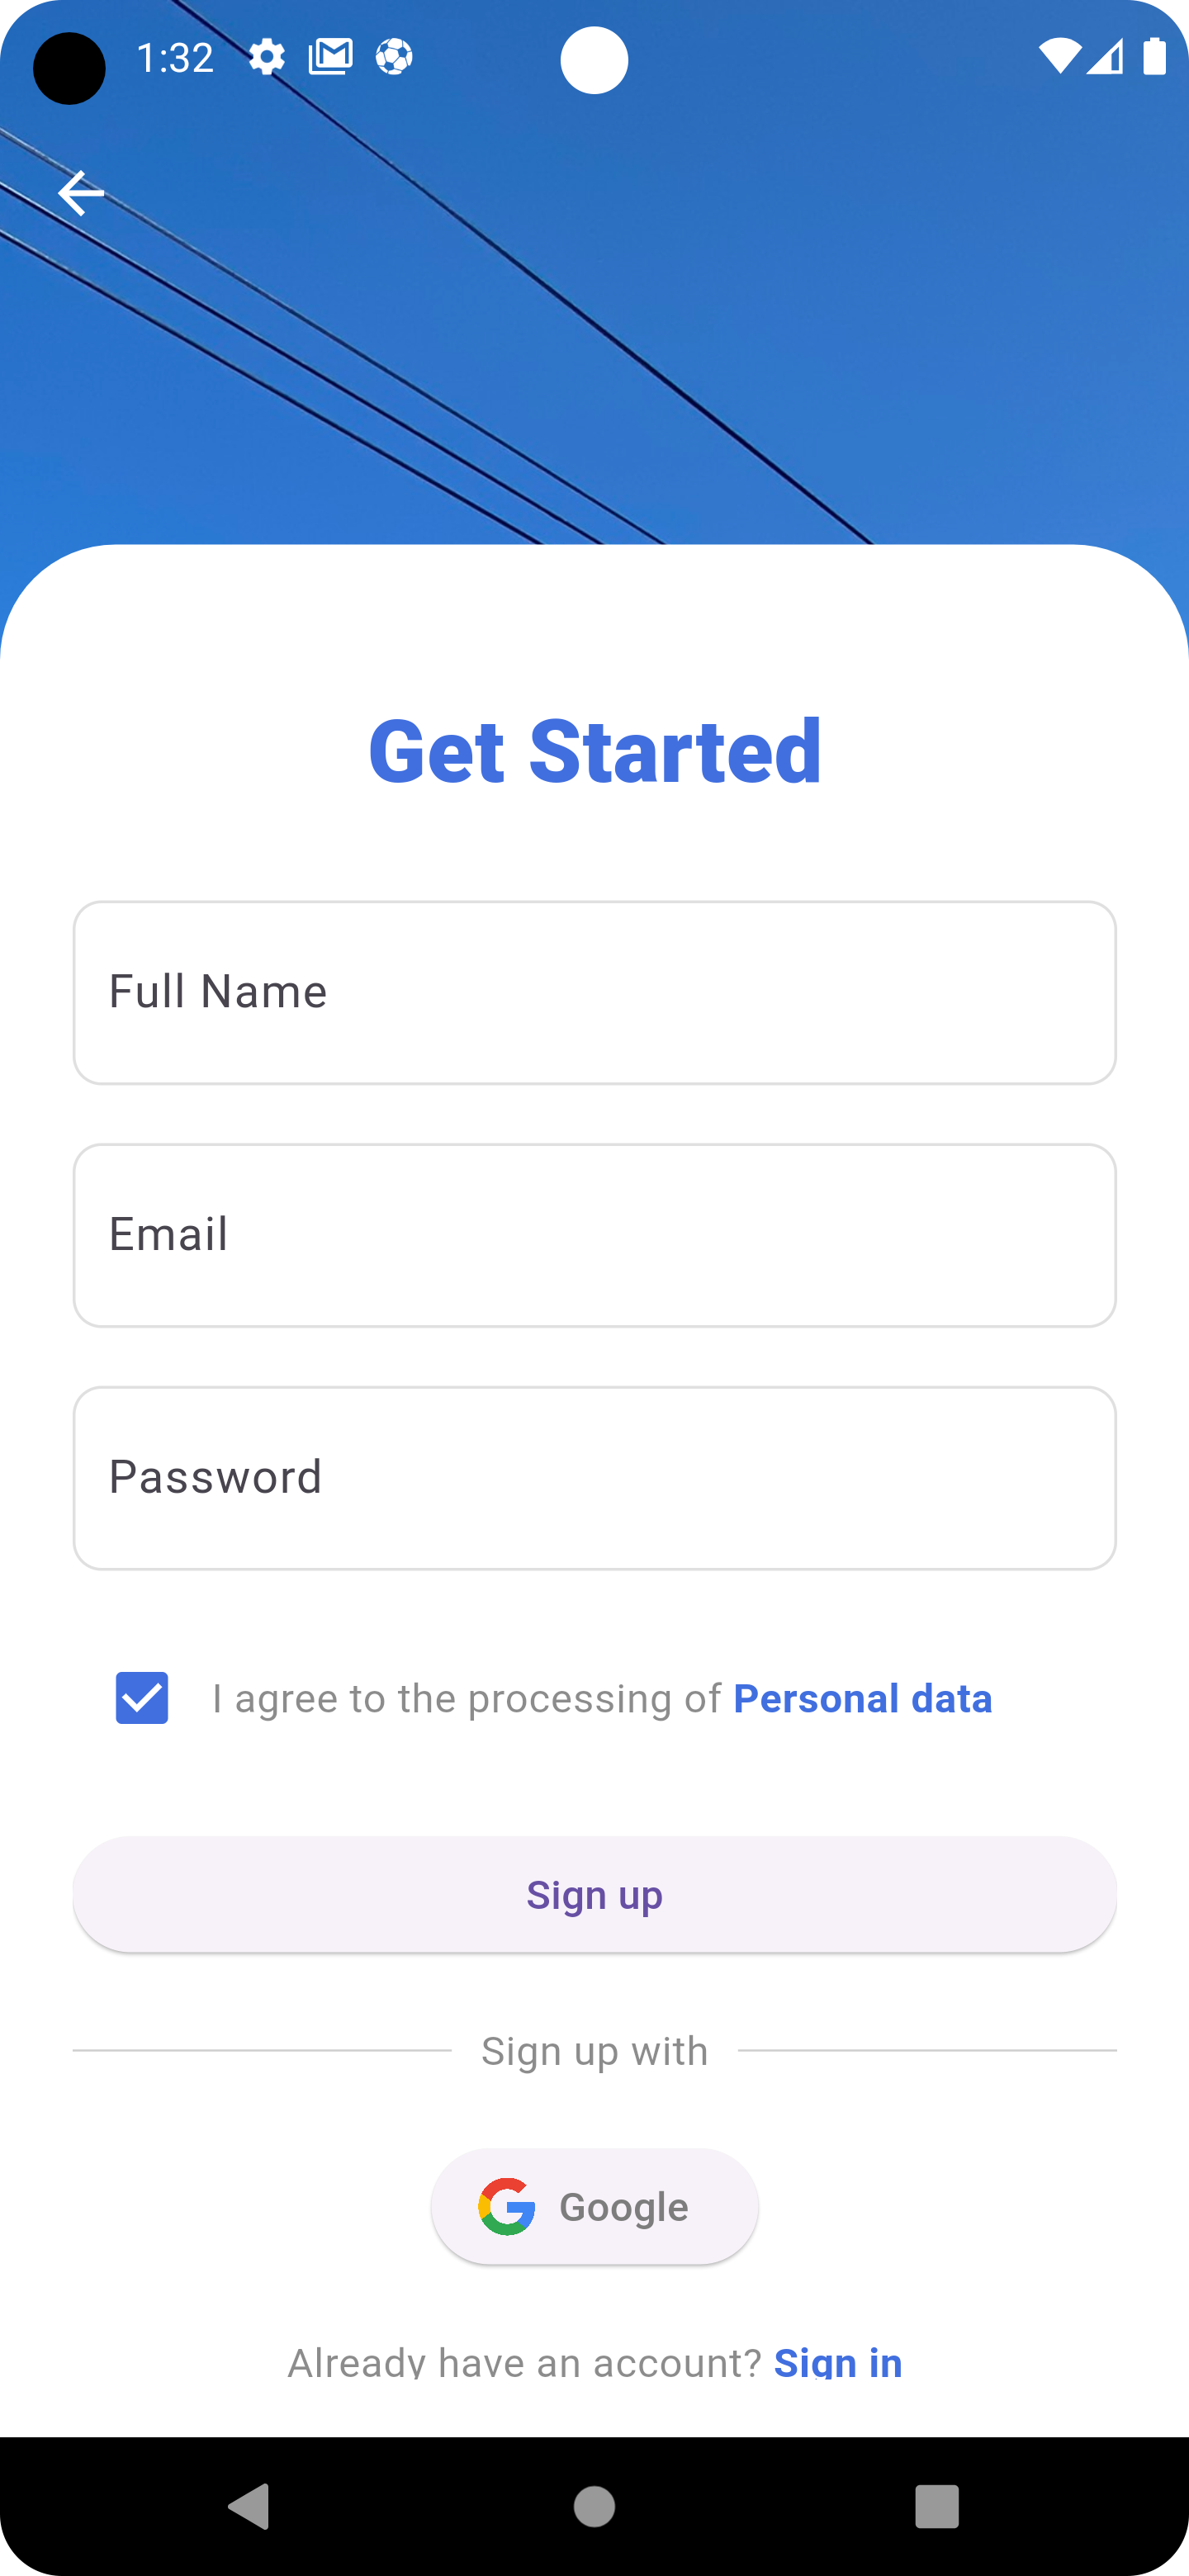 1:32
Get Started
Full Name
Email
Password
I agree to the processing of Personal data
Sign up
Sign up with
Google
Already have an account? Sign in